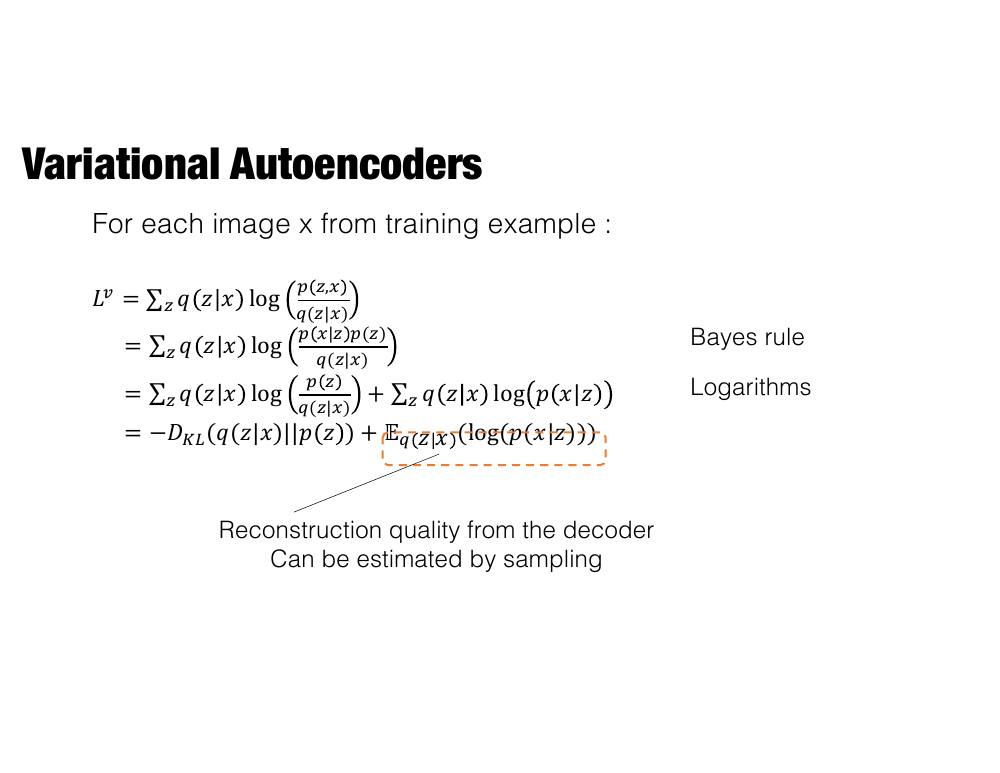 Variational Autoencoders
For each image x from training example :
L^v = ∑_z q(z|x) log (p(z,x)/q(z|x))
= ∑_z q(z|x) log (p(x|z)p(z)/q(z|x)) Bayes rule
= ∑_z q(z|x) log (p(z)/q(z|x)) + ∑_z q(z|x) log(p(x|z)) Logarithms
= −D_KL(q(z|x)||p(z)) + 𝔼_q(z|x)(log(p(x|z)))
Reconstruction quality from the decoder
Can be estimated by sampling